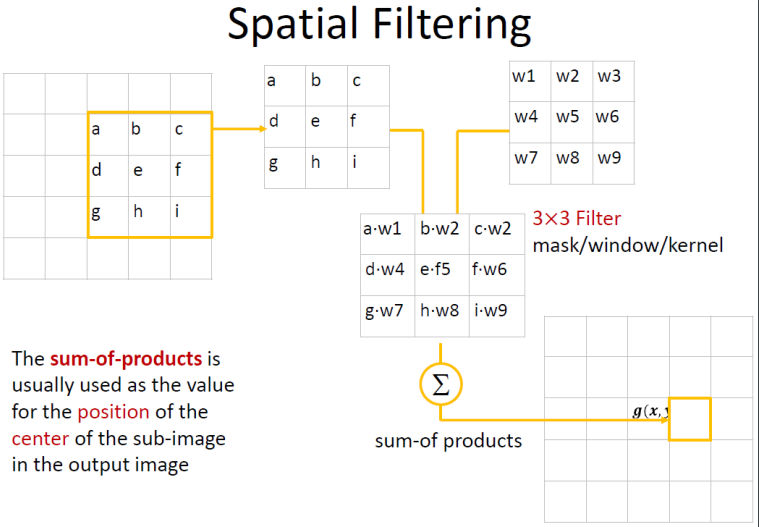 Spatial Filtering
a b c
d e f
g h i
a b c
d e f
g h i
w1 w2 w3
w4 w5 w6
w7 w8 w9
3×3 Filter
mask/window/kernel
a·w1 b·w2 c·w2
d·w4 e·f5 f·w6
g·w7 h·w8 i·w9
Σ
sum-of products
g(x,
The sum-of-products is
usually used as the value
for the position of the
center of the sub-image
in the output image